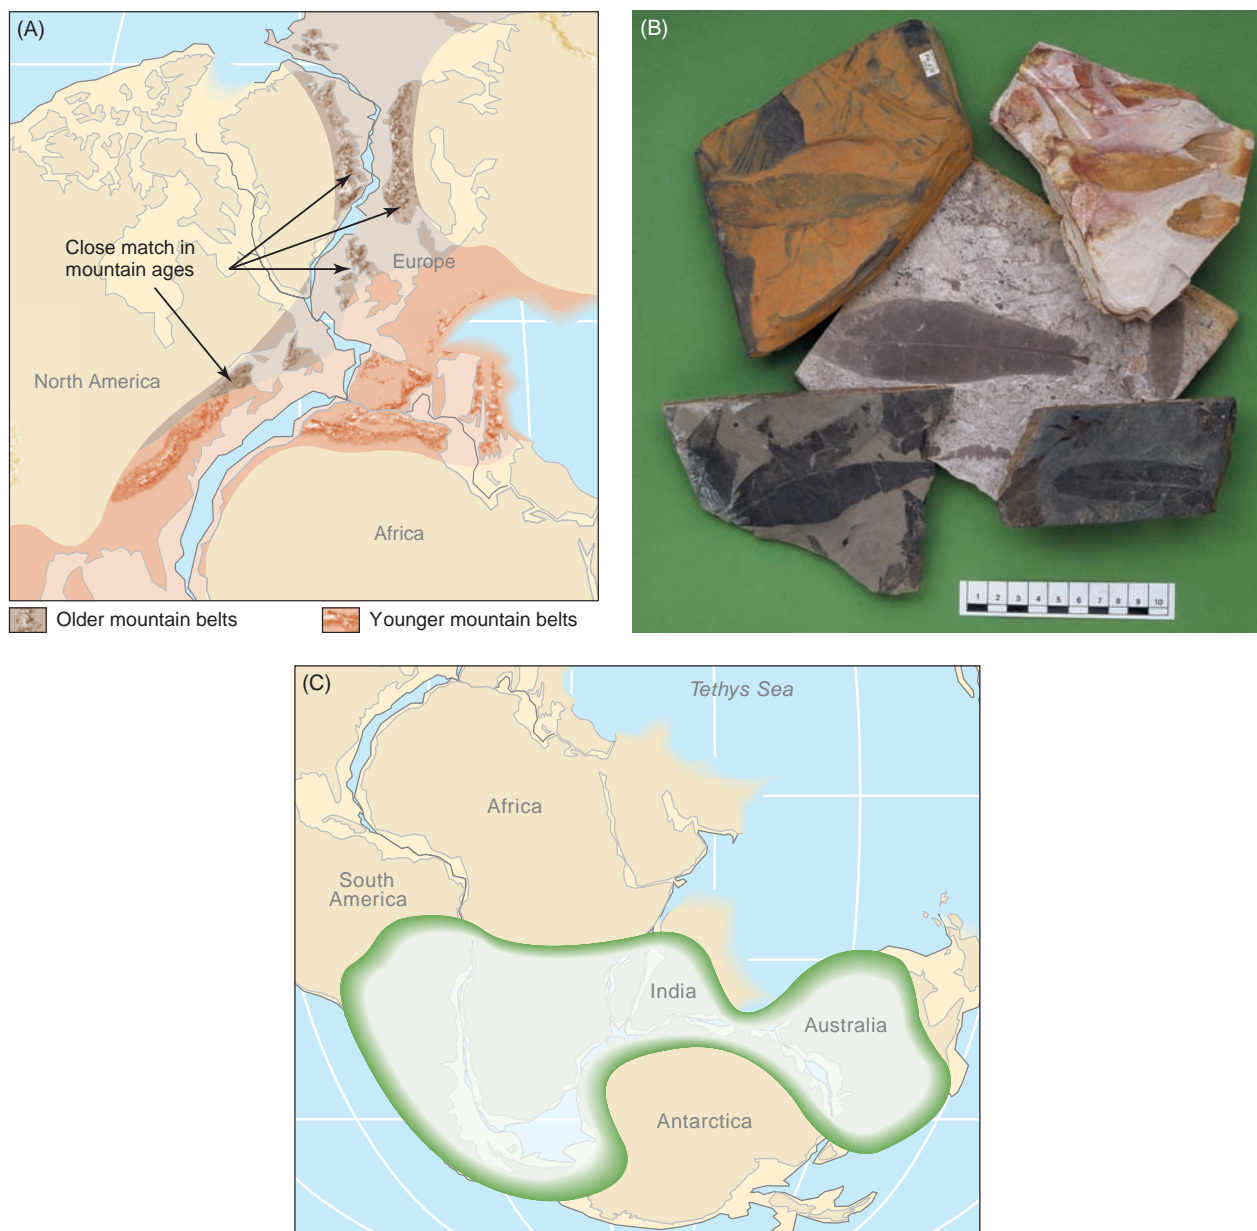 (A)
Close match in
mountain ages
Europe
North America
Africa
Older mountain belts
Younger mountain belts
(B)
1 2 3 4 5 6 7 8 9 10
(C)
Tethys Sea
Africa
South
America
India
Australia
Antarctica